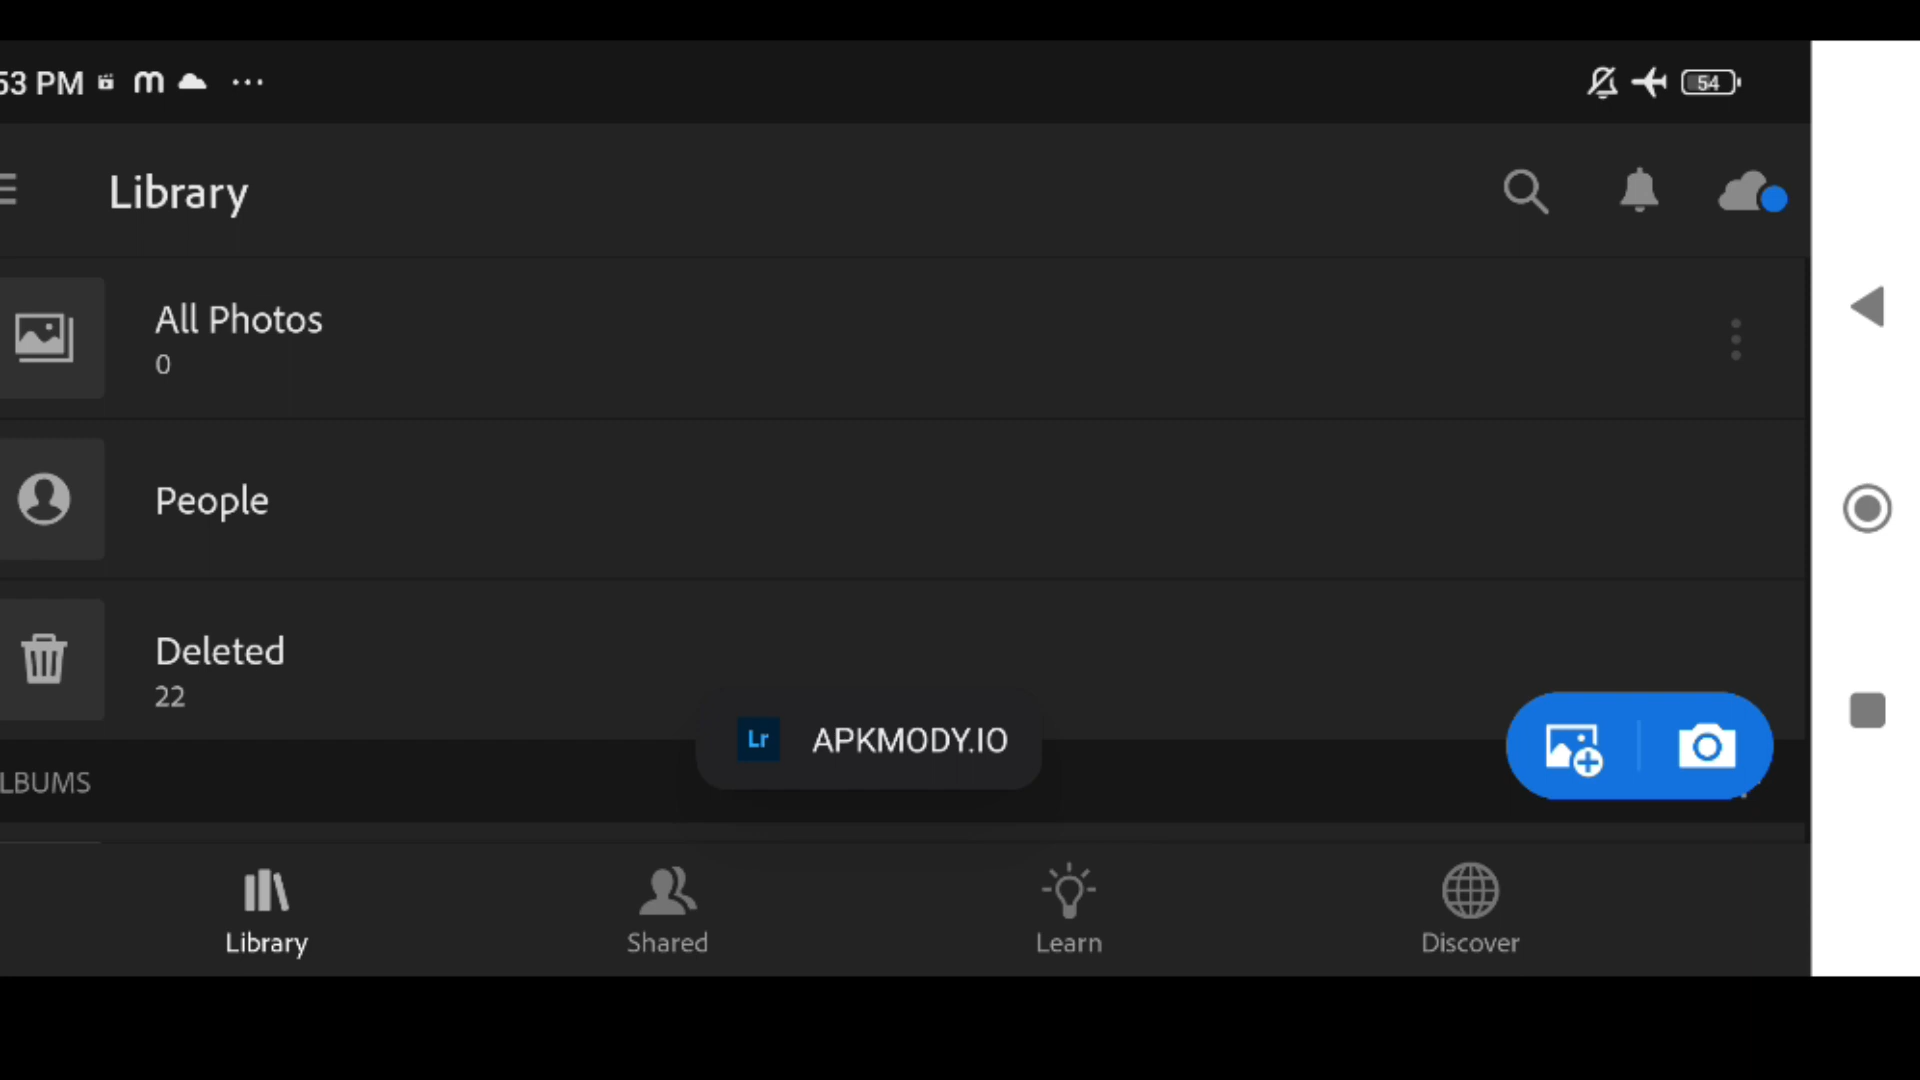 53 PM m ...
54
Library
All Photos
0
People
Deleted
22
Lr APKMODY.IO
LBUMS
Library
Shared
Learn
Discover